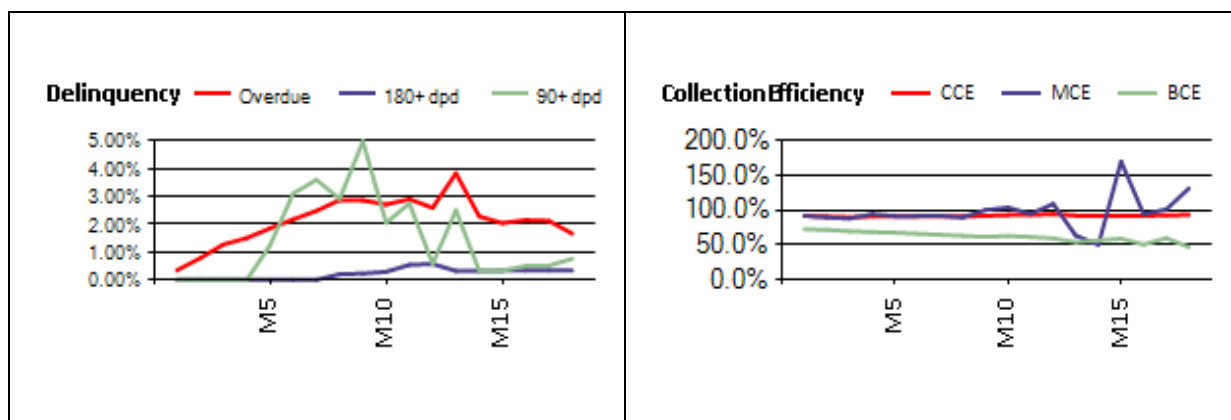 Delinquency Overdue 180+ dpd 90+ dpd
5.00%
4.00%
3.00%
2.00%
1.00%
0.00%
M5 M10 M15
Collection Efficiency CCE MCE BCE
200.0%
150.0%
100.0%
50.0%
0.0%
M5 M10 M15